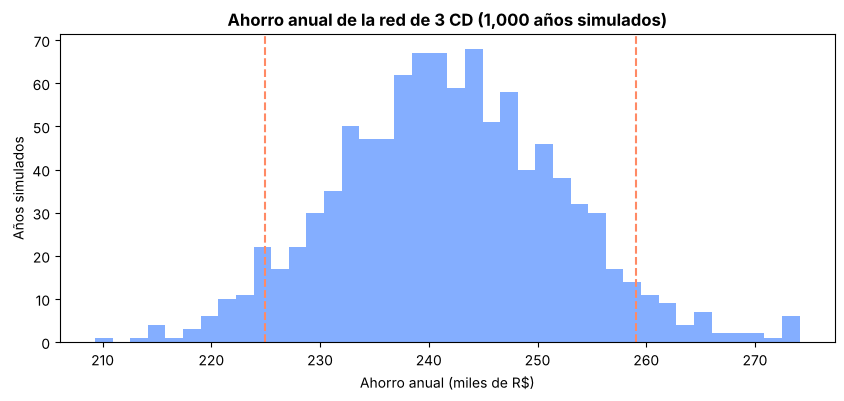 Ahorro anual de la red de 3 CD (1,000 años simulados)
Años simulados
70
60
50
40
30
20
10
0
210 220 230 240 250 260 270
Ahorro anual (miles de R$)